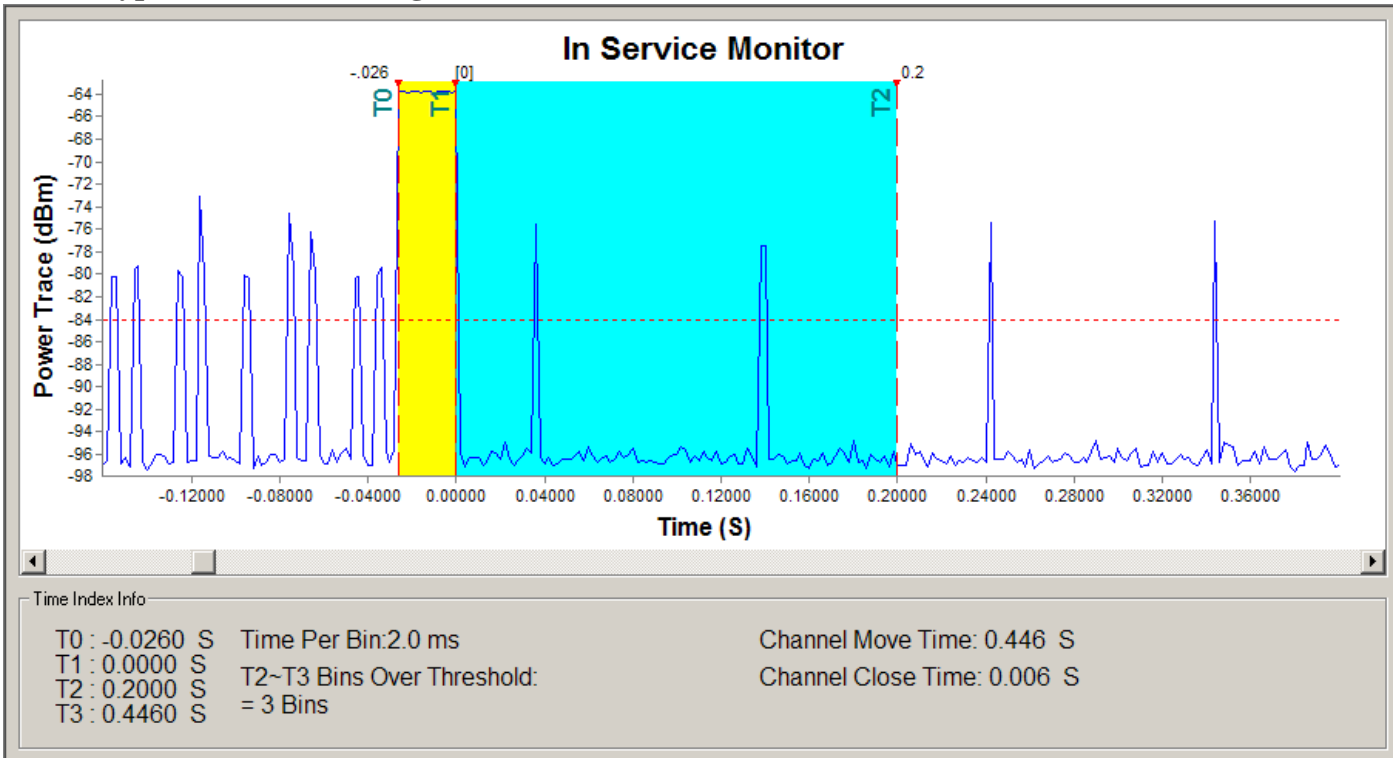 In Service Monitor
-.026 [0] 0.2
T0 T1 T2
Power Trace (dBm)
-64
-66
-68
-70
-72
-74
-76
-78
-80
-82
-84
-86
-88
-90
-92
-94
-96
-98
-0.12000 -0.08000 -0.04000 0.00000 0.04000 0.08000 0.12000 0.16000 0.20000 0.24000 0.28000 0.32000 0.36000
Time (S)
Time Index Info
T0 : -0.0260 S Time Per Bin:2.0 ms Channel Move Time: 0.446 S
T1 : 0.0000 S
T2 : 0.2000 S T2~T3 Bins Over Threshold: Channel Close Time: 0.006 S
T3 : 0.4460 S = 3 Bins